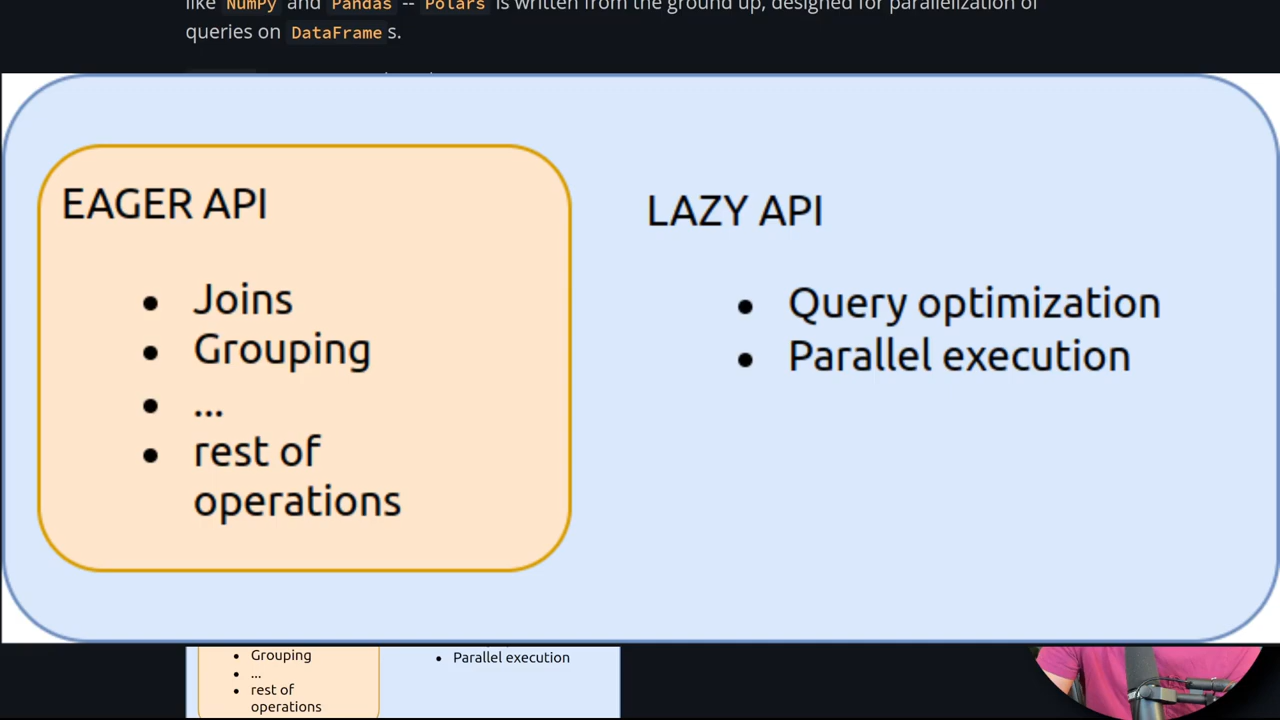 like NumPy and Pandas -- Polars is written from the ground up, designed for parallelization of
queries on DataFrame s.
EAGER API
• Joins
• Grouping
• ...
• rest of
operations
LAZY API
• Query optimization
• Parallel execution
• Grouping
• ...
• rest of
operations
• Parallel execution